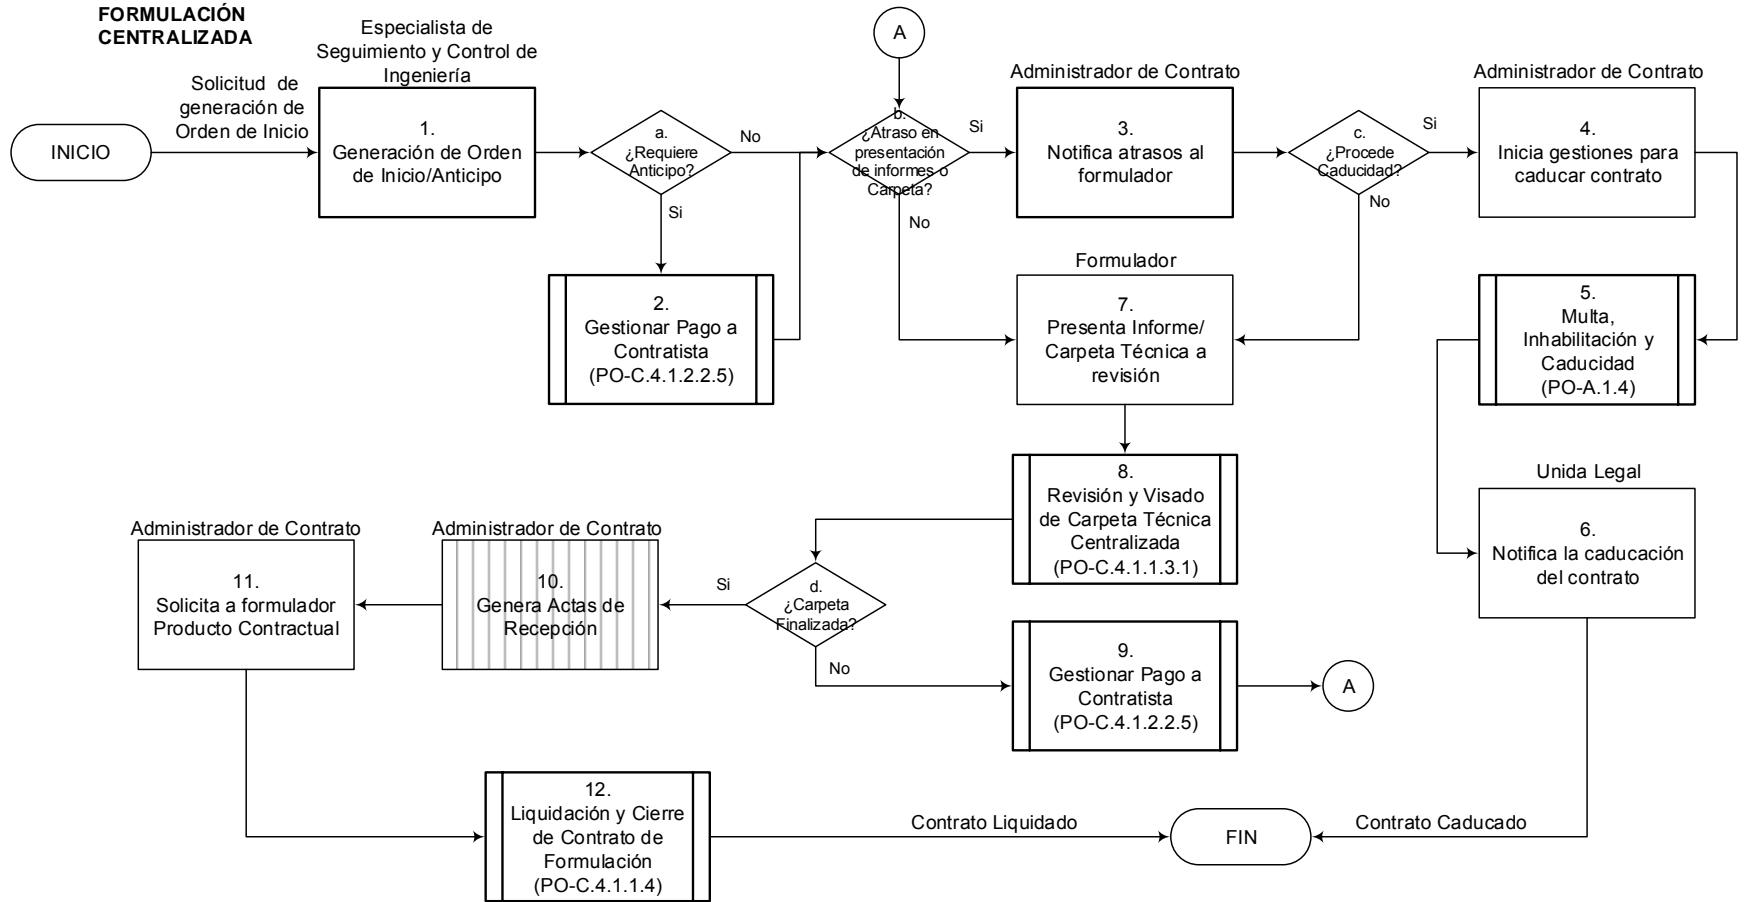 FORMULACIÓN
CENTRALIZADA
INICIO
Solicitud de
generación de
Orden de Inicio
Especialista de
Seguimiento y Control de
Ingeniería
1.
Generación de Orden
de Inicio/Anticipo
a.
¿Requiere
Anticipo?
No
Si
2.
Gestionar Pago a
Contratista
(PO-C.4.1.2.2.5)
A
b.
¿Atraso en
presentación
de informes o
Carpeta?
Si
No
Administrador de Contrato
3.
Notifica atrasos al
formulador
c.
¿Procede
Caducidad?
Si
No
Administrador de Contrato
4.
Inicia gestiones para
caducar contrato
5.
Multa,
Inhabilitación y
Caducidad
(PO-A.1.4)
Unida Legal
6.
Notifica la caducación
del contrato
Formulador
7.
Presenta Informe/
Carpeta Técnica a
revisión
8.
Revisión y Visado
de Carpeta Técnica
Centralizada
(PO-C.4.1.1.3.1)
d.
¿Carpeta
Finalizada?
Si
No
9.
Gestionar Pago a
Contratista
(PO-C.4.1.2.2.5)
A
Administrador de Contrato
10.
Genera Actas de
Recepción
Administrador de Contrato
11.
Solicita a formulador
Producto Contractual
12.
Liquidación y Cierre
de Contrato de
Formulación
(PO-C.4.1.1.4)
Contrato Liquidado
FIN
Contrato Caducado